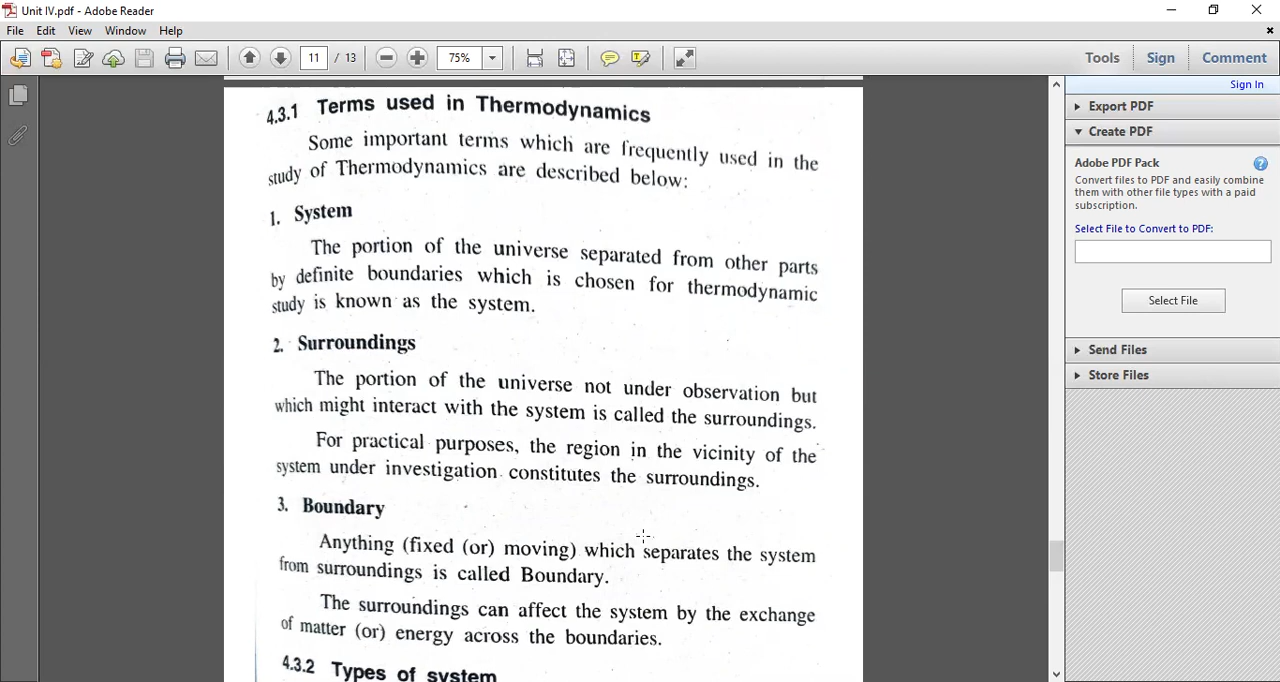 Unit IV.pdf - Adobe Reader
File Edit View Window Help
11 / 13 75% Tools Sign Comment
Sign In
Export PDF
Create PDF
Adobe PDF Pack
Convert files to PDF and easily combine
them with other file types with a paid
subscription.
Select File to Convert to PDF:
Select File
Send Files
Store Files
4.3.1 Terms used in Thermodynamics
Some important terms which are frequently used in the
study of Thermodynamics are described below:
1. System
The portion of the universe separated from other parts
by definite boundaries which is chosen for thermodynamic
study is known as the system.
2. Surroundings
The portion of the universe not under observation but
which might interact with the system is called the surroundings.
For practical purposes, the region in the vicinity of the
system under investigation constitutes the surroundings.
3. Boundary
Anything (fixed (or) moving) which separates the system
from surroundings is called Boundary.
The surroundings can affect the system by the exchange
of matter (or) energy across the boundaries.
4.3.2 Types of system